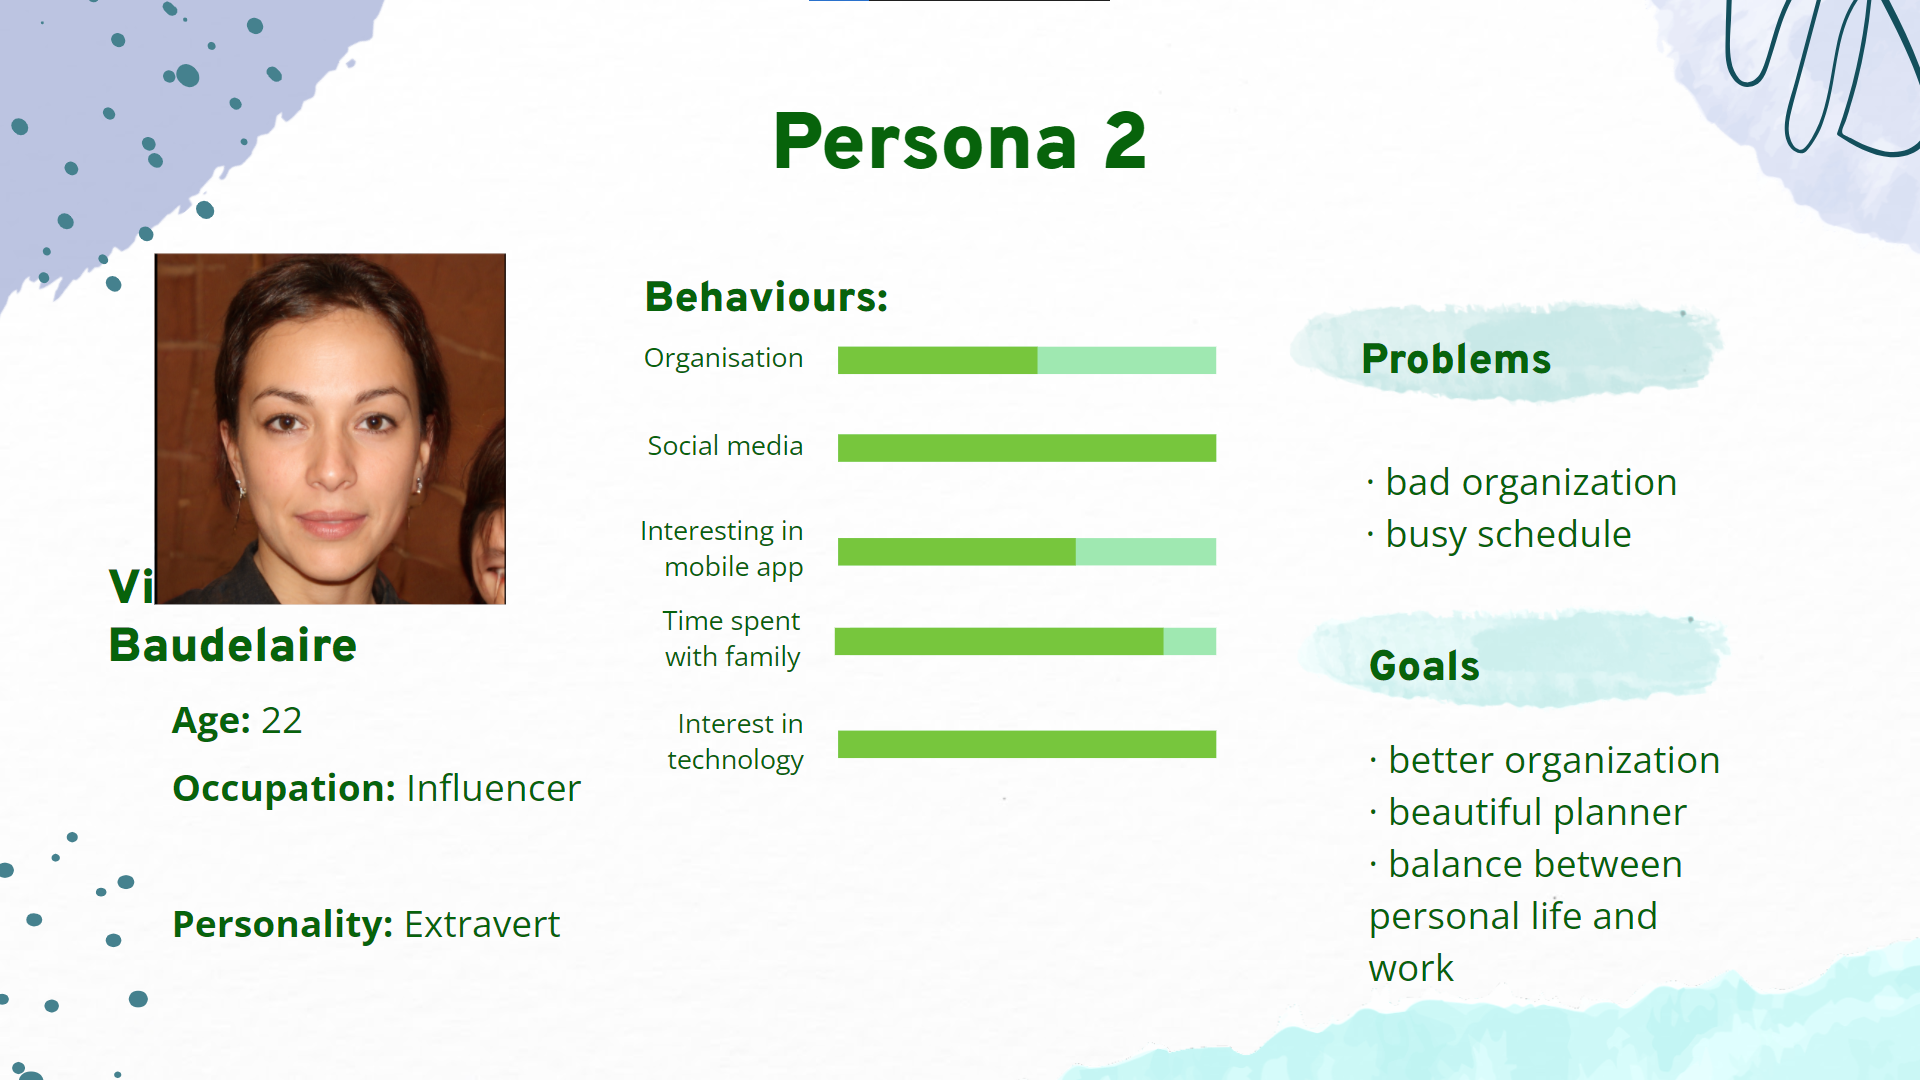 Persona 2
Vi
Baudelaire
Age: 22
Occupation: Influencer
Personality: Extravert
Behaviours:
Organisation
Social media
Interesting in
mobile app
Time spent
with family
Interest in
technology
Problems
· bad organization
· busy schedule
Goals
· better organization
· beautiful planner
· balance between
personal life and
work